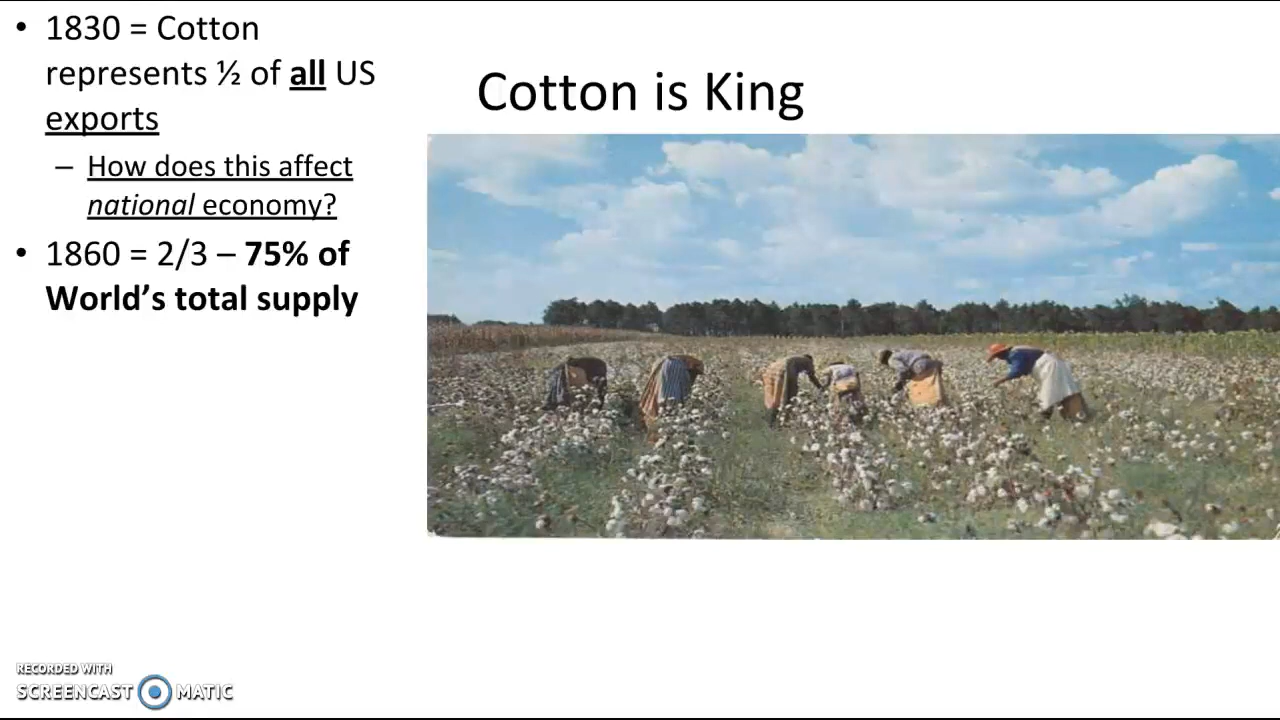 • 1830 = Cotton
represents ½ of all US
exports
– How does this affect
national economy?
• 1860 = 2/3 – 75% of
World’s total supply
Cotton is King
RECORDED WITH
SCREENCAST MATIC